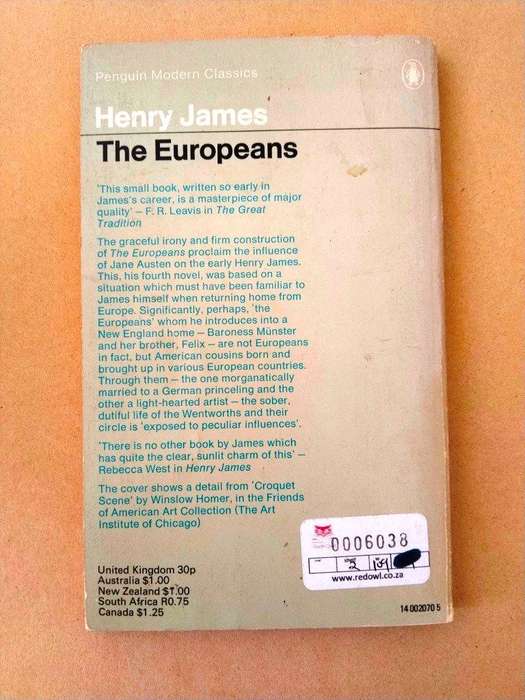 Penguin Modern Classics
Henry James
The Europeans
'This small book, written so early in
James's career, is a masterpiece of major
quality' – F. R. Leavis in The Great
Tradition
The graceful irony and firm construction
of The Europeans proclaim the influence
of Jane Austen on the early Henry James.
This, his fourth novel, was based on a
situation which must have been familiar to
James himself when returning home from
Europe. Significantly, perhaps, 'the
Europeans' whom he introduces into a
New England home – Baroness Münster
and her brother, Felix – are not Europeans
in fact, but American cousins born and
brought up in various European countries.
Through them – the one morganatically
married to a German princeling and the
other a light-hearted artist – the sober,
dutiful life of the Wentworths and their
circle is 'exposed to peculiar influences'.
'There is no other book by James which
has quite the clear, sunlit charm of this' –
Rebecca West in Henry James
The cover shows a detail from 'Croquet
Scene' by Winslow Homer, in the Friends
of American Art Collection (The Art
Institute of Chicago)
United Kingdom 30p
Australia $1.00
New Zealand $1.00
South Africa R0.75
Canada $1.25
0006038
www.redowl.co.za
14 002070 5